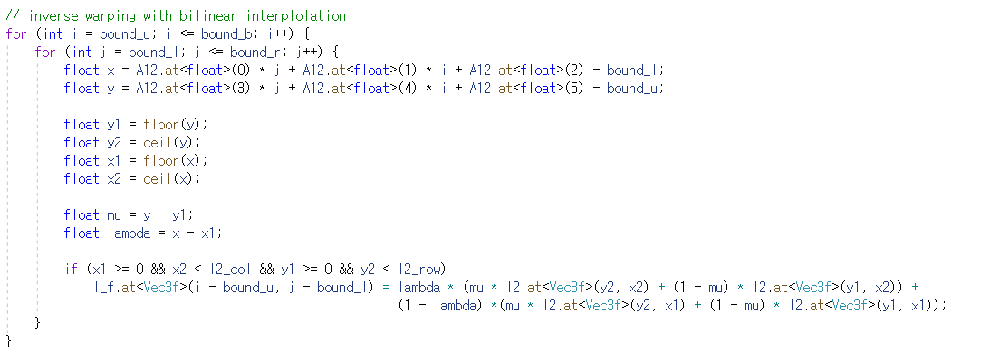 // inverse warping with bilinear interplolation
for (int i = bound_u; i <= bound_b; i++) {
for (int j = bound_l; j <= bound_r; j++) {
float x = A12.at<float>(0) * j + A12.at<float>(1) * i + A12.at<float>(2) - bound_l;
float y = A12.at<float>(3) * j + A12.at<float>(4) * i + A12.at<float>(5) - bound_u;
float y1 = floor(y);
float y2 = ceil(y);
float x1 = floor(x);
float x2 = ceil(x);
float mu = y - y1;
float lambda = x - x1;
if (x1 >= 0 && x2 < I2_col && y1 >= 0 && y2 < I2_row)
I_f.at<Vec3f>(i - bound_u, j - bound_l) = lambda * (mu * I2.at<Vec3f>(y2, x2) + (1 - mu) * I2.at<Vec3f>(y1, x2)) +
(1 - lambda) *(mu * I2.at<Vec3f>(y2, x1) + (1 - mu) * I2.at<Vec3f>(y1, x1));
}
}